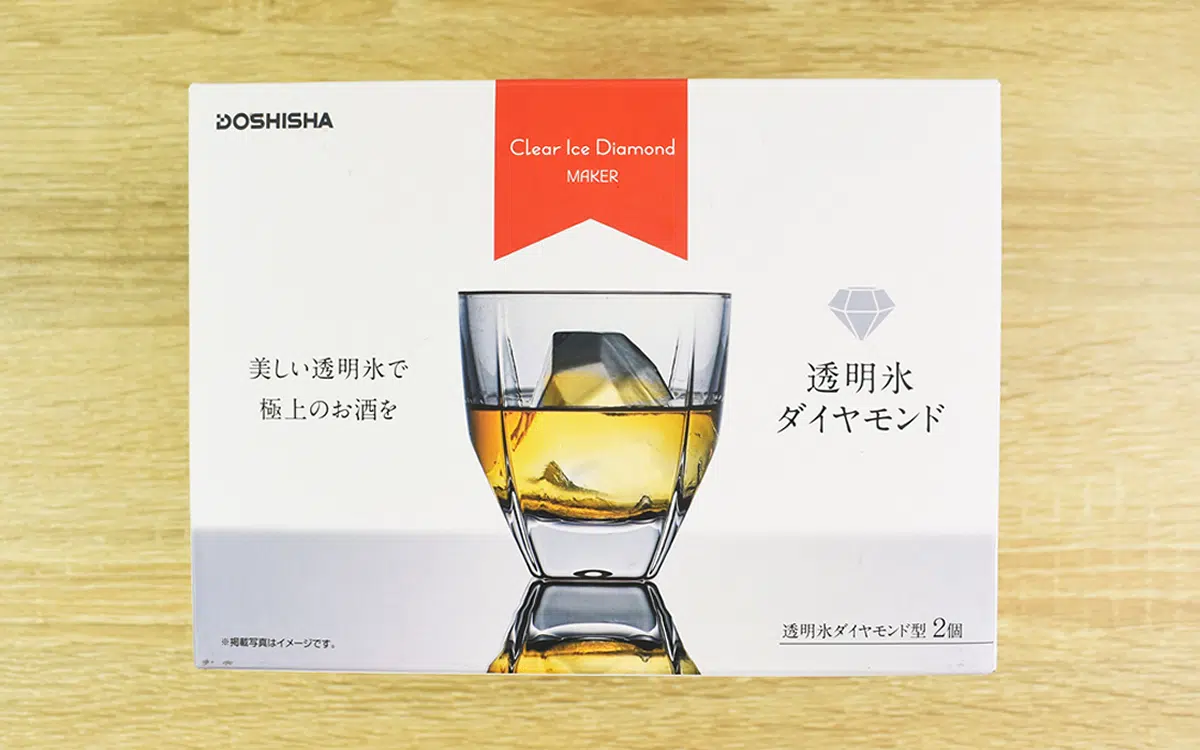 DOSHISHA
Clear Ice Diamond
MAKER
美しい透明氷で
極上のお酒を
透明氷
ダイヤモンド
※掲載写真はイメージです。
透明氷ダイヤモンド型 2個